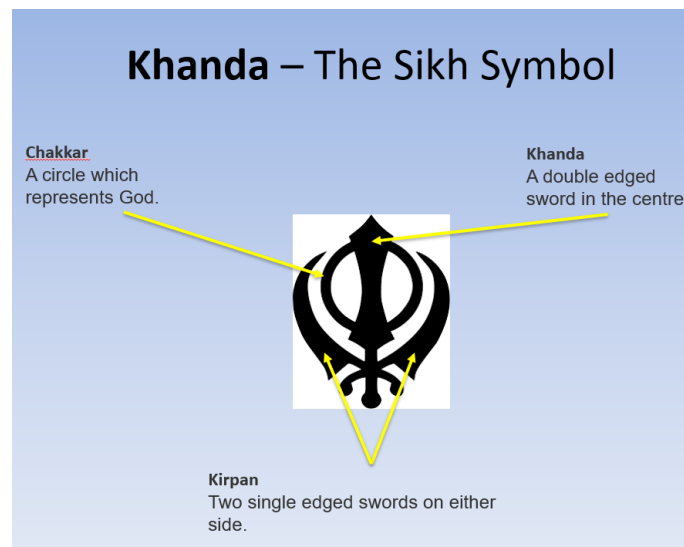 Khanda – The Sikh Symbol
Chakkar
A circle which
represents God.
Khanda
A double edged
sword in the centre
Kirpan
Two single edged swords on either
side.